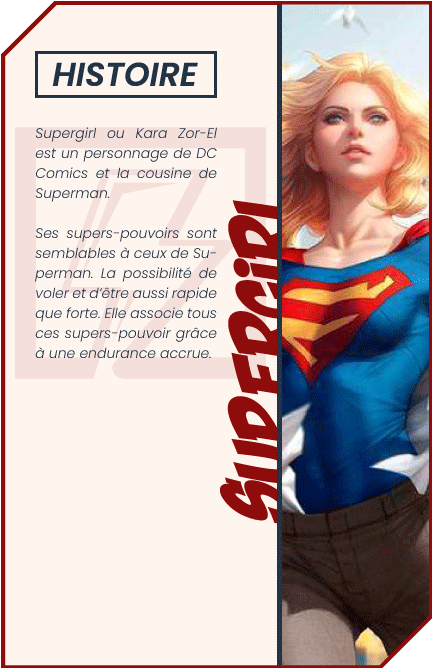 HISTOIRE
Supergirl ou Kara Zor-El
est un personnage de DC
Comics et la cousine de
Superman.
Ses supers-pouvoirs sont
semblables à ceux de Su-
perman. La possibilité de
voler et d’être aussi rapide
que forte. Elle associe tous
ces supers-pouvoir grâce
à une endurance accrue.
SUPERGiRl